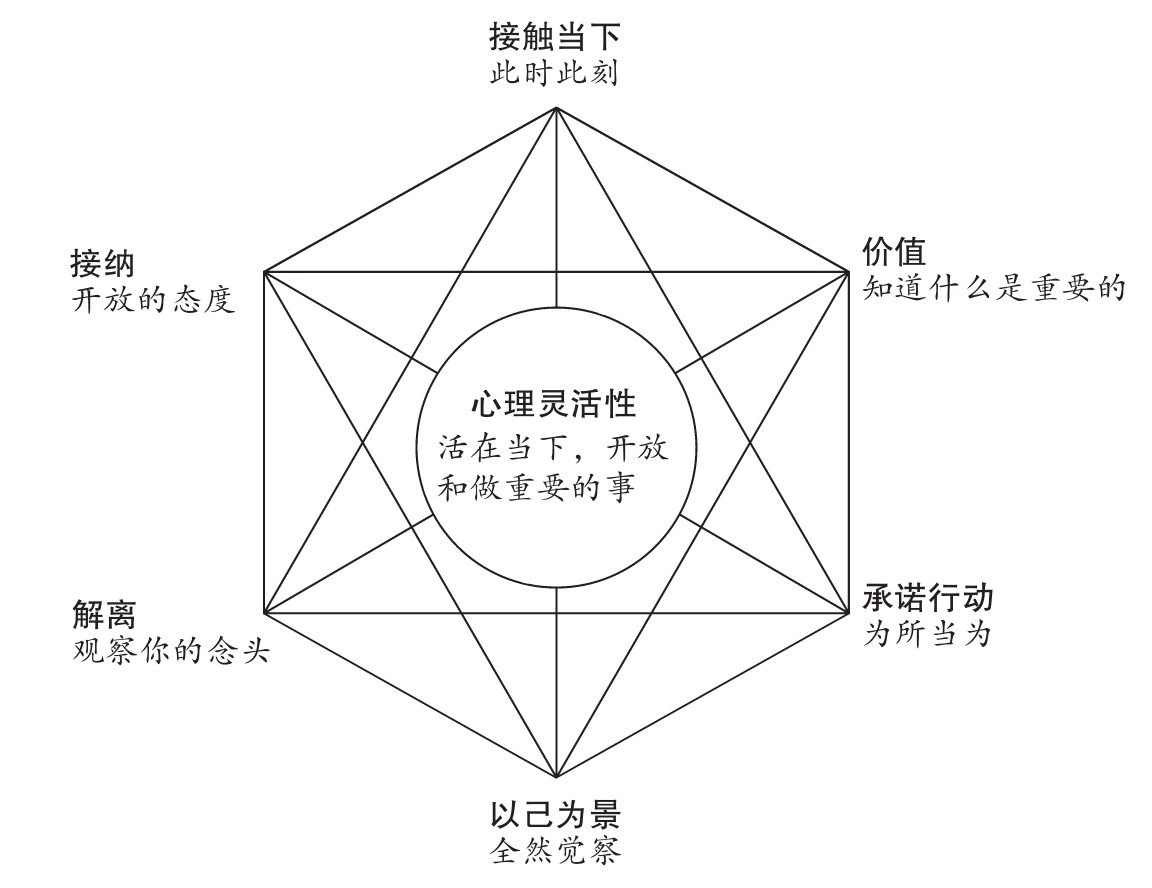 接触当下
此时此刻
接纳
开放的态度
价值
知道什么是重要的
心理灵活性
活在当下，开放
和做重要的事
解离
观察你的念头
承诺行动
为所当为
以己为景
全然觉察